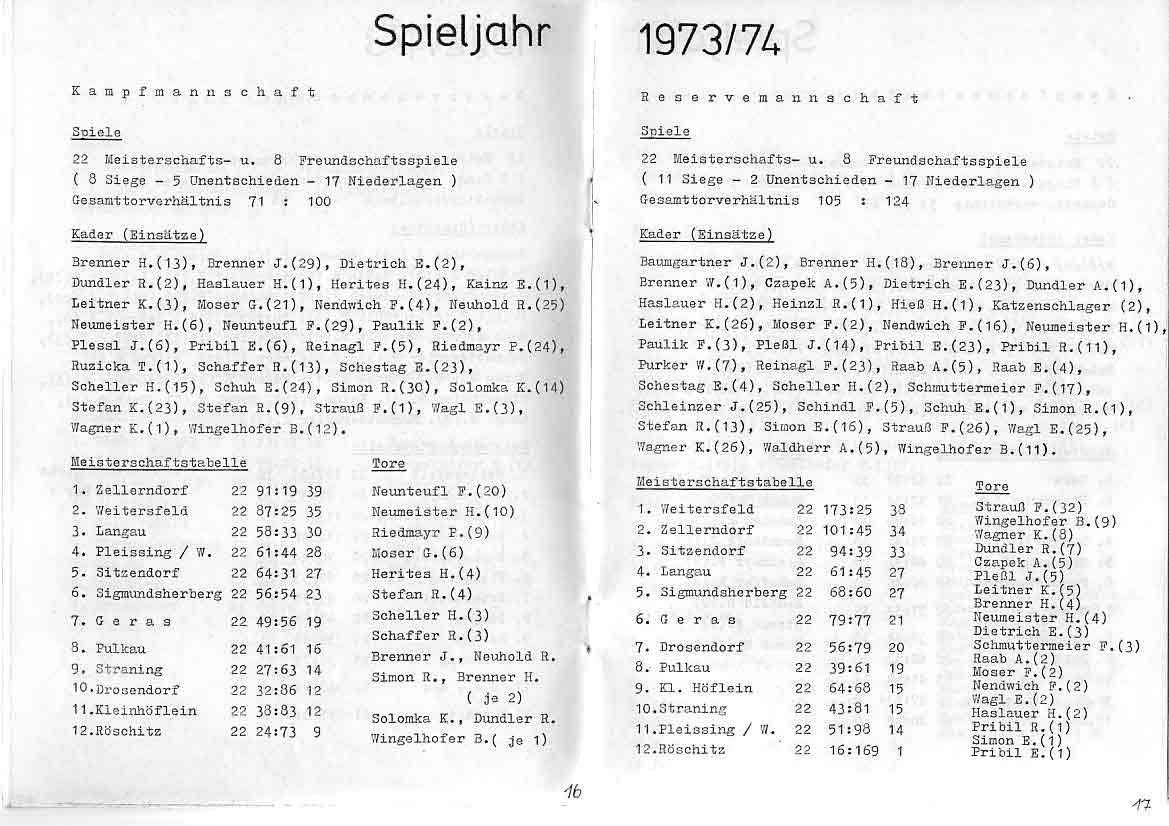 Spieljahr
Kampfmannschaft
Spiele
22 Meisterschafts- u. 8 Freundschaftsspiele
( 8 Siege - 5 Unentschieden - 17 Niederlagen )
Gesamttorverhältnis 71 : 100
Kader (Einsätze)
Brenner H.(13), Brenner J.(29), Dietrich E.(2),
Dundler R.(2), Haslauer H.(1), Herites H.(24), Kainz E.(1),
Leitner K.(3), Moser G.(21), Nendwich F.(4), Neuhold R.(25)
Neumeister H.(6), Neunteufl F.(29), Paulik F.(2),
Plessl J.(6), Pribil E.(6), Reinagl F.(5), Riedmayr P.(24),
Ruzicka T.(1), Schaffer R.(13), Schestag E.(23),
Scheller H.(15), Schuh E.(24), Simon R.(30), Solomka K.(14)
Stefan K.(23), Stefan R.(9), Strauß F.(1), Wagl E.(3),
Wagner K.(1), Wingelhofer B.(12).
Meisterschaftstabelle
1. Zellerndorf 22 91:19 39
2. Weitersfeld 22 87:25 35
3. Langau 22 58:33 30
4. Pleissing / W. 22 61:44 28
5. Sitzendorf 22 64:31 27
6. Sigmundsherberg 22 56:54 23
7. G e r a s 22 49:56 19
8. Pulkau 22 41:61 16
9. Straning 22 27:63 14
10.Drosendorf 22 32:86 12
11.Kleinhöflein 22 38:83 12
12.Röschitz 22 24:73 9
Tore
Neunteufl F.(20)
Neumeister H.(10)
Riedmayr P.(9)
Moser G.(6)
Herites H.(4)
Stefan R.(4)
Scheller H.(3)
Schaffer R.(3)
Brenner J., Neuhold R.
Simon R., Brenner H.
( je 2)
Solomka K., Dundler R.
Wingelhofer B.( je 1)
16
1973/74
Reservemannschaft
Spiele
22 Meisterschafts- u. 8 Freundschaftsspiele
( 11 Siege - 2 Unentschieden - 17 Niederlagen )
Gesamttorverhältnis 105 : 124
Kader (Einsätze)
Baumgartner J.(2), Brenner H.(18), Brenner J.(6),
Brenner W.(1), Czapek A.(5), Dietrich E.(23), Dundler A.(1),
Haslauer H.(2), Heinzl R.(1), Hieß H.(1), Katzenschlager (2),
Leitner K.(26), Moser F.(2), Nendwich F.(16), Neumeister H.(1),
Paulik F.(3), Pleßl J.(14), Pribil E.(23), Pribil R.(11),
Purker W.(7), Reinagl F.(23), Raab A.(5), Raab E.(4),
Schestag E.(4), Scheller H.(2), Schmuttermeier F.(17),
Schleinzer J.(25), Schindl F.(5), Schuh E.(1), Simon R.(1),
Stefan R.(13), Simon E.(16), Strauß F.(26), Wagl E.(25),
Wagner K.(26), Waldherr A.(5), Wingelhofer B.(11).
Meisterschaftstabelle
1. Weitersfeld 22 173:25 38
2. Zellerndorf 22 101:45 34
3. Sitzendorf 22 94:39 33
4. Langau 22 61:45 27
5. Sigmundsherberg 22 68:60 27
6. G e r a s 22 79:77 21
7. Drosendorf 22 56:79 20
8. Pulkau 22 39:61 19
9. Kl. Höflein 22 64:68 15
10.Straning 22 43:81 15
11.Pleissing / W. 22 51:98 14
12.Röschitz 22 16:169 1
Tore
Strauß F.(32)
Wingelhofer B.(9)
Wagner K.(8)
Dundler R.(7)
Czapek A.(5)
Pleßl J.(5)
Leitner K.(5)
Brenner H.(4)
Neumeister H.(4)
Dietrich E.(3)
Schmuttermeier F.(3)
Raab A.(2)
Moser F.(2)
Nendwich F.(2)
Wagl E.(2)
Haslauer H.(2)
Pribil R.(1)
Simon E.(1)
Pribil E.(1)
17